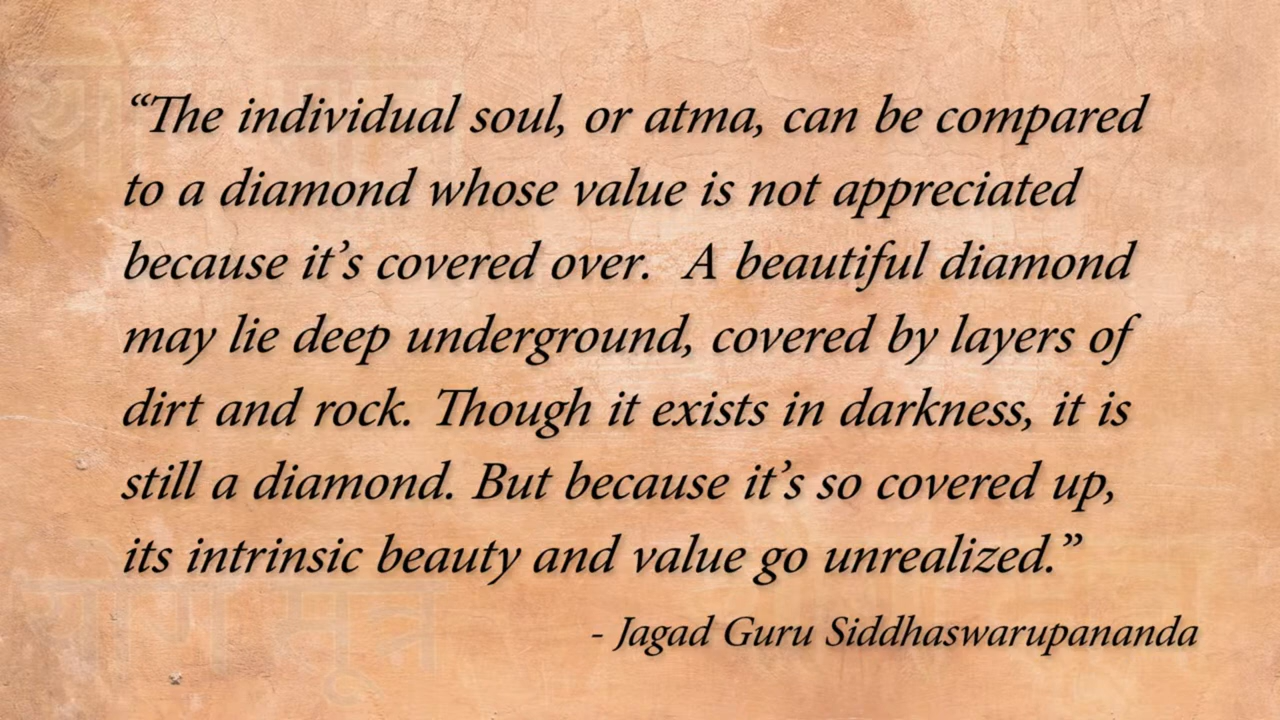 “The individual soul, or atma, can be compared
to a diamond whose value is not appreciated
because it’s covered over.  A beautiful diamond
may lie deep underground, covered by layers of
dirt and rock. Though it exists in darkness, it is
still a diamond. But because it’s so covered up,
its intrinsic beauty and value go unrealized.”
- Jagad Guru Siddhaswarupananda